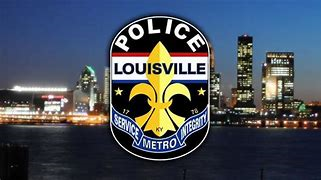 POLICE
LOUISVILLE
17 78
KY
SERVICE METRO INTEGRITY